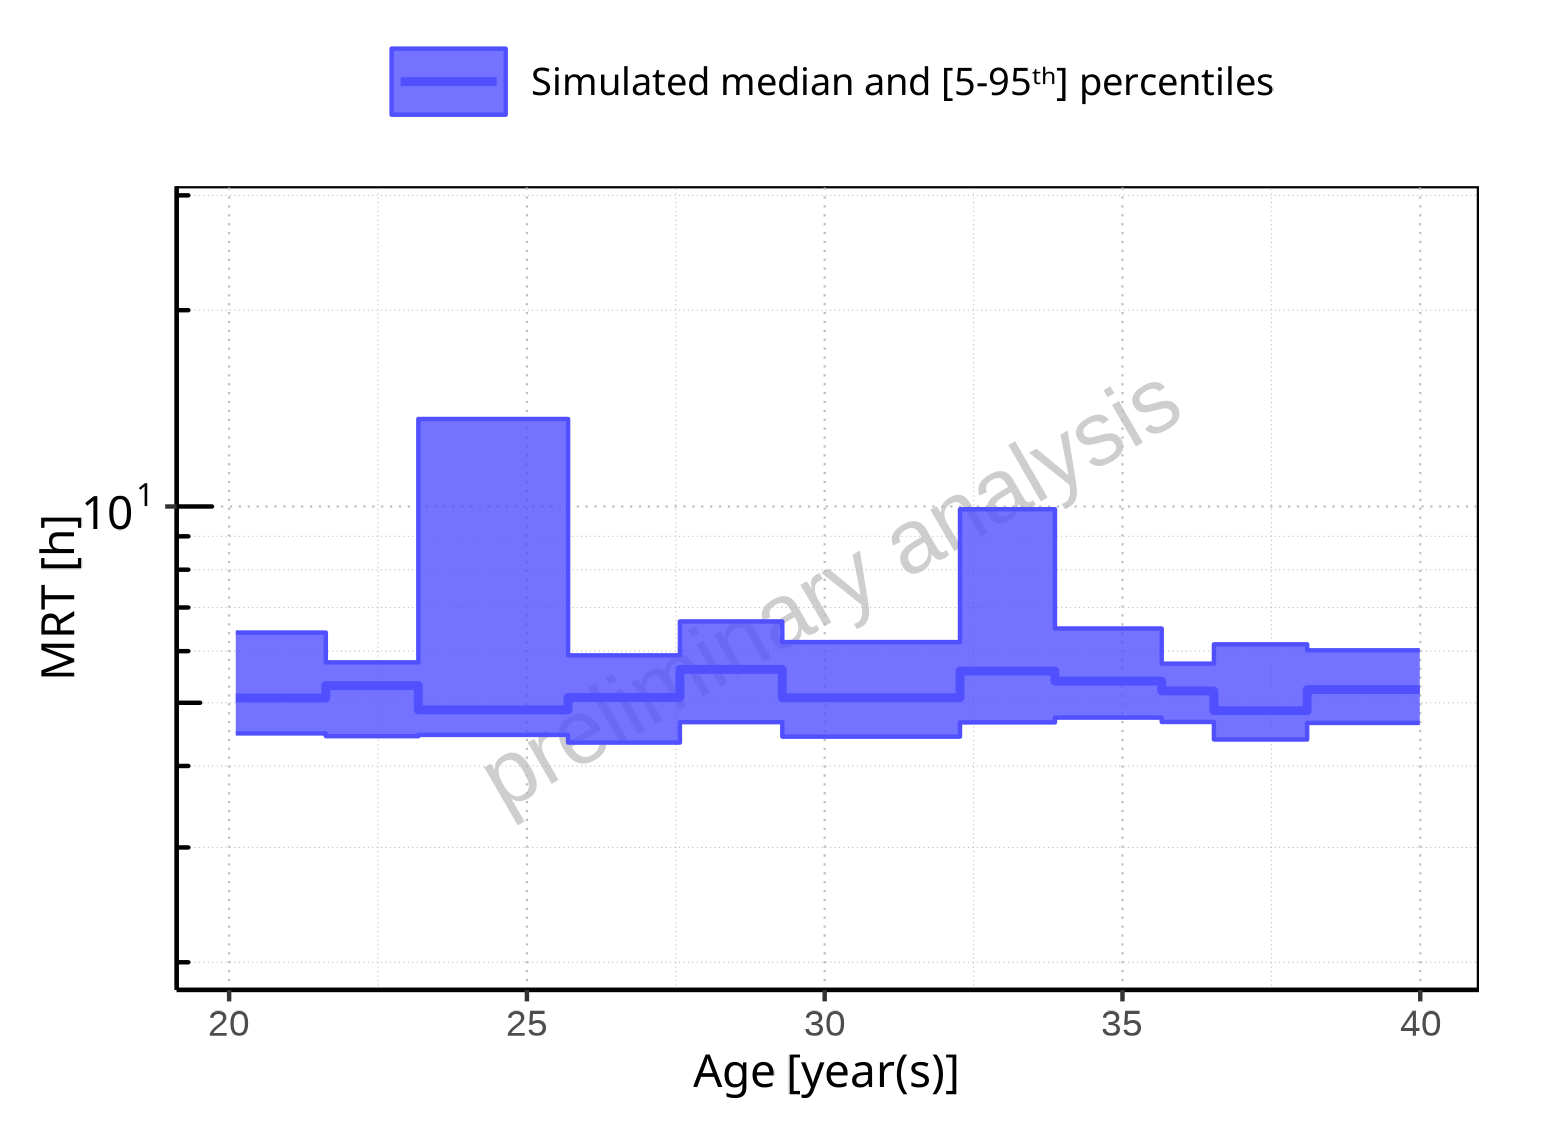 Simulated median and [5-95ᵗʰ] percentiles
10¹
MRT [h]
preliminary analysis
20 25 30 35 40
Age [year(s)]